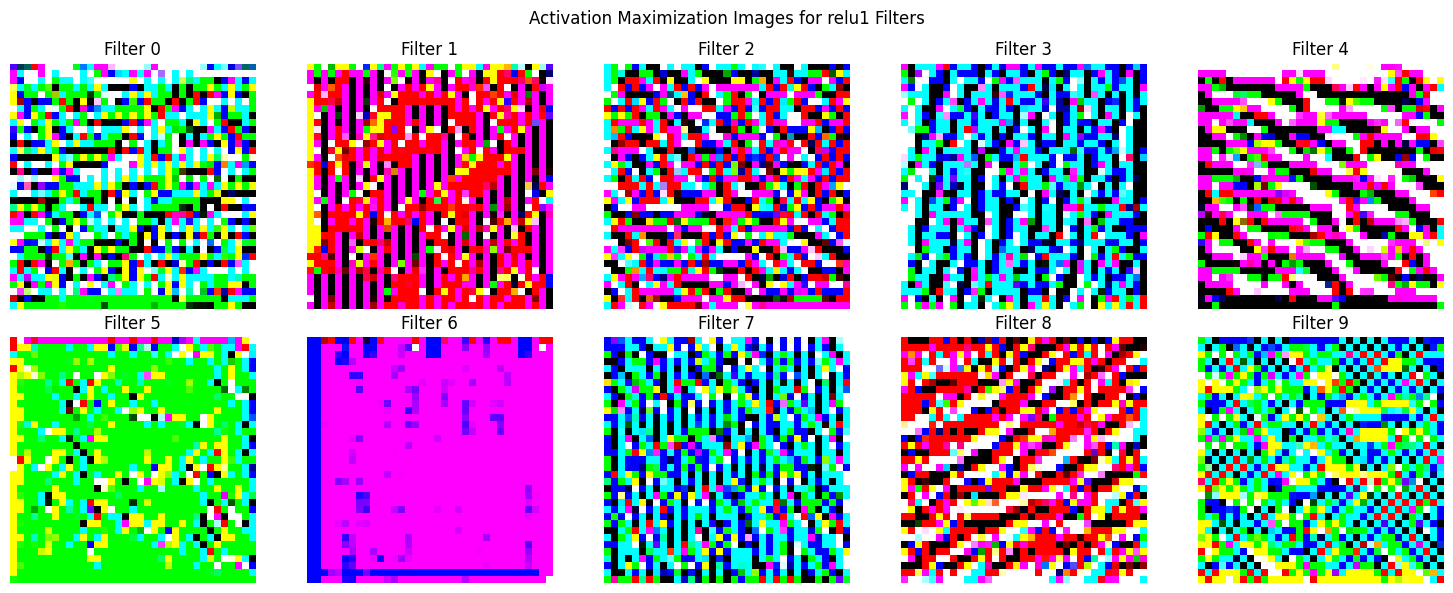 Activation Maximization Images for relu1 Filters
Filter 0 Filter 1 Filter 2 Filter 3 Filter 4
Filter 5 Filter 6 Filter 7 Filter 8 Filter 9